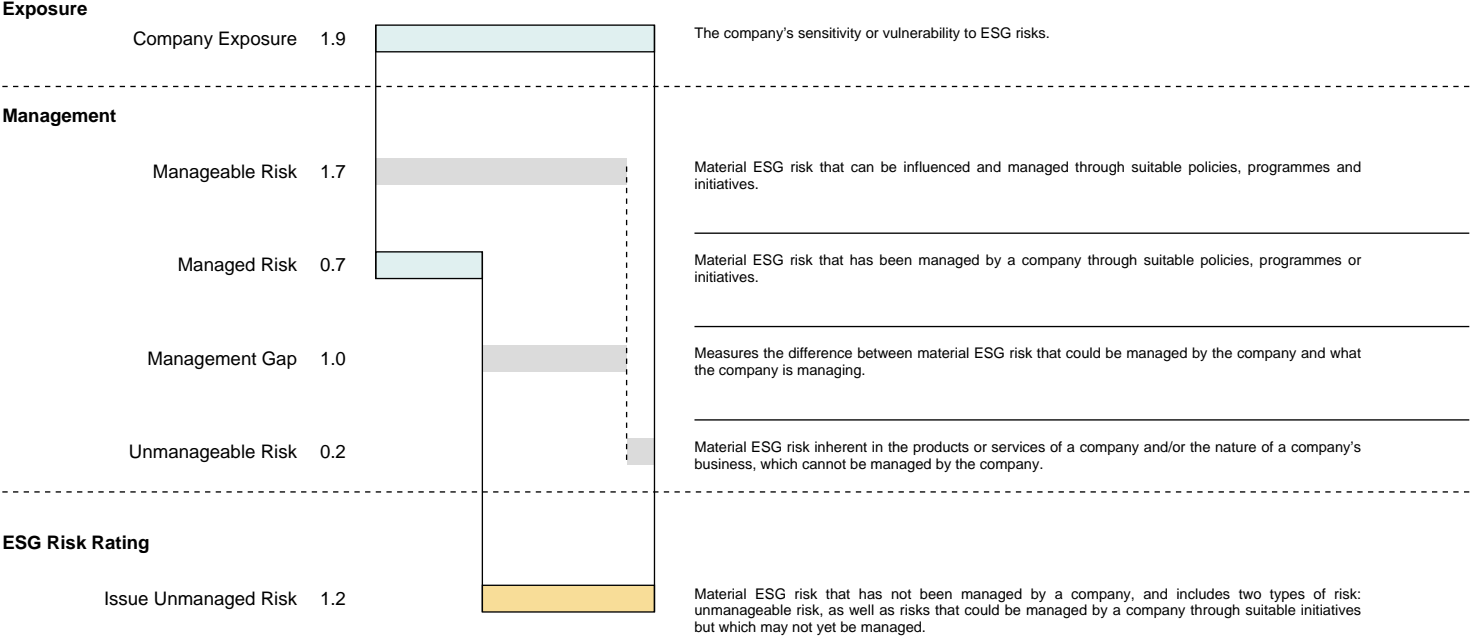 Exposure
Company Exposure 1.9
The company’s sensitivity or vulnerability to ESG risks.
Management
Manageable Risk 1.7
Material ESG risk that can be influenced and managed through suitable policies, programmes and
initiatives.
Managed Risk 0.7
Material ESG risk that has been managed by a company through suitable policies, programmes or
initiatives.
Management Gap 1.0
Measures the difference between material ESG risk that could be managed by the company and what
the company is managing.
Unmanageable Risk 0.2
Material ESG risk inherent in the products or services of a company and/or the nature of a company’s
business, which cannot be managed by the company.
ESG Risk Rating
Issue Unmanaged Risk 1.2
Material ESG risk that has not been managed by a company, and includes two types of risk:
unmanageable risk, as well as risks that could be managed by a company through suitable initiatives
but which may not yet be managed.